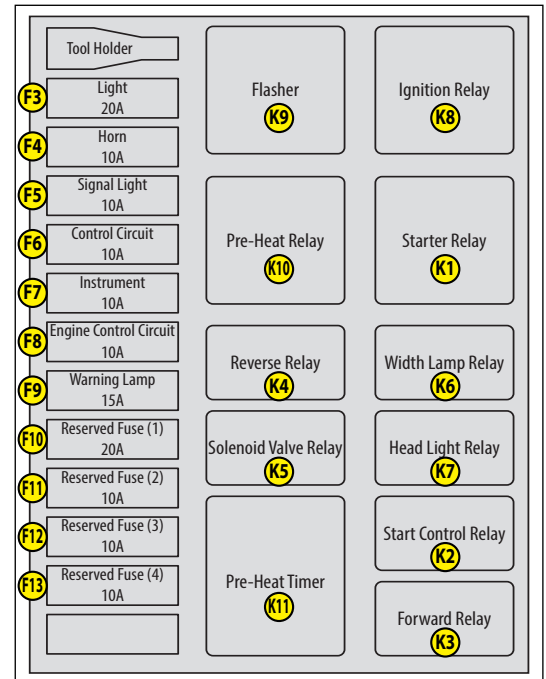 Tool Holder
F3
Light
20A
F4
Horn
10A
F5
Signal Light
10A
F6
Control Circuit
10A
F7
Instrument
10A
F8
Engine Control Circuit
10A
F9
Warning Lamp
15A
F10
Reserved Fuse (1)
20A
F11
Reserved Fuse (2)
10A
F12
Reserved Fuse (3)
10A
F13
Reserved Fuse (4)
10A
Flasher
K9
Ignition Relay
K8
Pre-Heat Relay
K10
Starter Relay
K1
Reverse Relay
K4
Width Lamp Relay
K6
Solenoid Valve Relay
K5
Head Light Relay
K7
Start Control Relay
K2
Pre-Heat Timer
K11
Forward Relay
K3